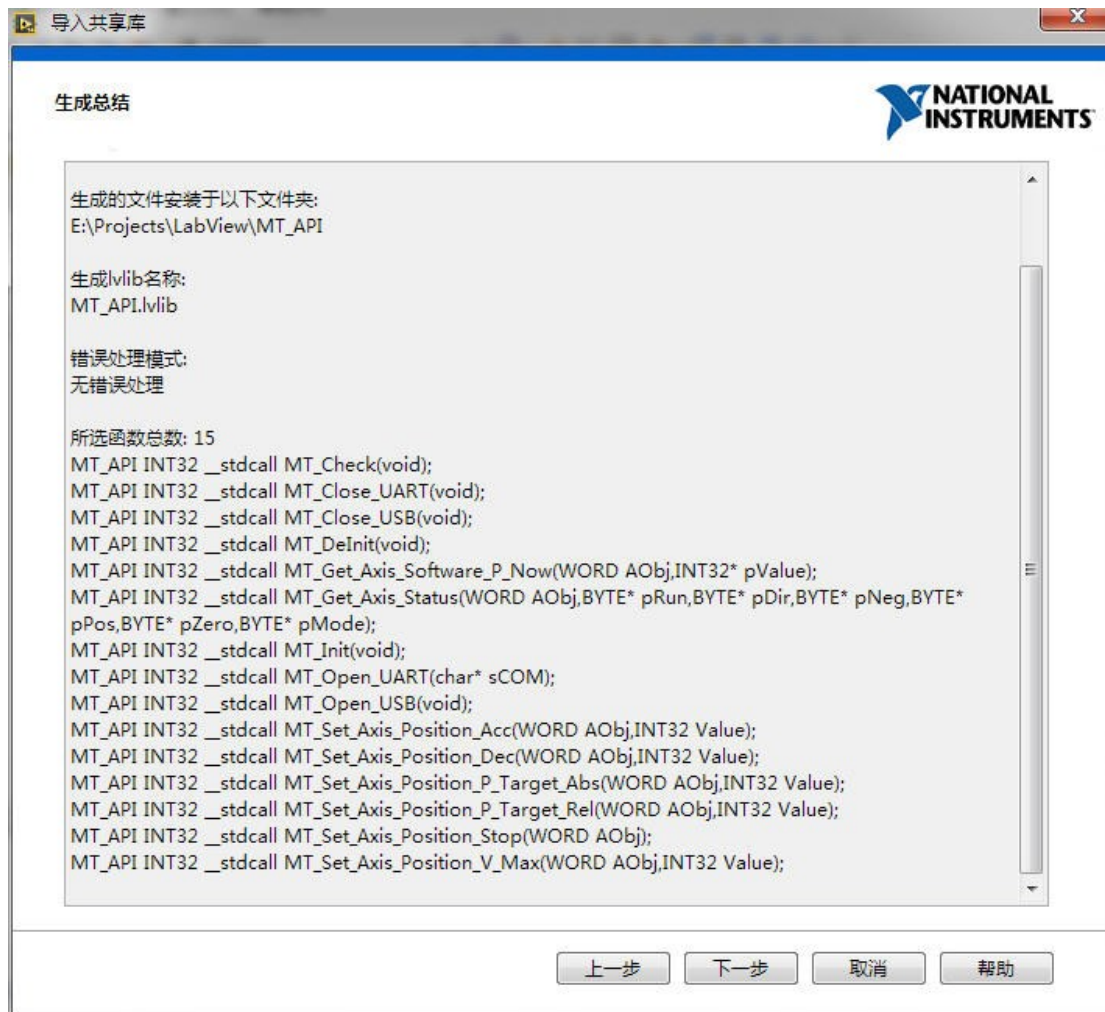 导入共享库
生成总结
NATIONAL
INSTRUMENTS
生成的文件安装于以下文件夹:
E:\Projects\LabView\MT_API
生成lvlib名称:
MT_API.lvlib
错误处理模式:
无错误处理
所选函数总数: 15
MT_API INT32 __stdcall MT_Check(void);
MT_API INT32 __stdcall MT_Close_UART(void);
MT_API INT32 __stdcall MT_Close_USB(void);
MT_API INT32 __stdcall MT_DeInit(void);
MT_API INT32 __stdcall MT_Get_Axis_Software_P_Now(WORD AObj,INT32* pValue);
MT_API INT32 __stdcall MT_Get_Axis_Status(WORD AObj,BYTE* pRun,BYTE* pDir,BYTE* pNeg,BYTE*
pPos,BYTE* pZero,BYTE* pMode);
MT_API INT32 __stdcall MT_Init(void);
MT_API INT32 __stdcall MT_Open_UART(char* sCOM);
MT_API INT32 __stdcall MT_Open_USB(void);
MT_API INT32 __stdcall MT_Set_Axis_Position_Acc(WORD AObj,INT32 Value);
MT_API INT32 __stdcall MT_Set_Axis_Position_Dec(WORD AObj,INT32 Value);
MT_API INT32 __stdcall MT_Set_Axis_Position_P_Target_Abs(WORD AObj,INT32 Value);
MT_API INT32 __stdcall MT_Set_Axis_Position_P_Target_Rel(WORD AObj,INT32 Value);
MT_API INT32 __stdcall MT_Set_Axis_Position_Stop(WORD AObj);
MT_API INT32 __stdcall MT_Set_Axis_Position_V_Max(WORD AObj,INT32 Value);
上一步 下一步 取消 帮助